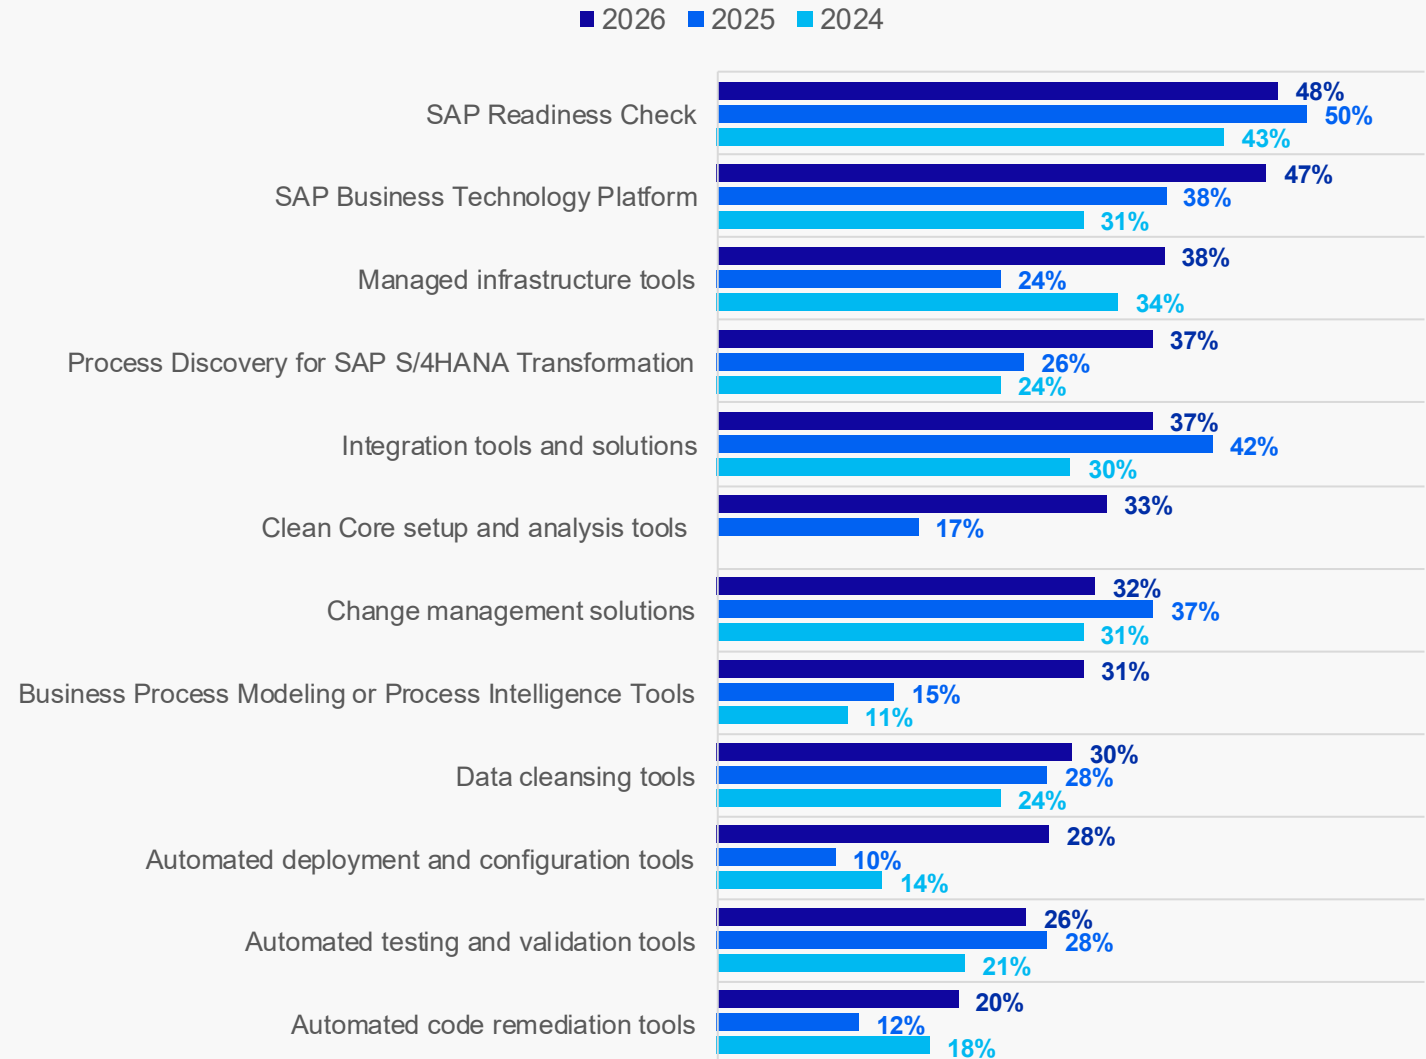 2026 2025 2024
SAP Readiness Check
48%
50%
43%
SAP Business Technology Platform
47%
38%
31%
Managed infrastructure tools
38%
24%
34%
Process Discovery for SAP S/4HANA Transformation
37%
26%
24%
Integration tools and solutions
37%
42%
30%
Clean Core setup and analysis tools
33%
17%
Change management solutions
32%
37%
31%
Business Process Modeling or Process Intelligence Tools
31%
15%
11%
Data cleansing tools
30%
28%
24%
Automated deployment and configuration tools
28%
10%
14%
Automated testing and validation tools
26%
28%
21%
Automated code remediation tools
20%
12%
18%